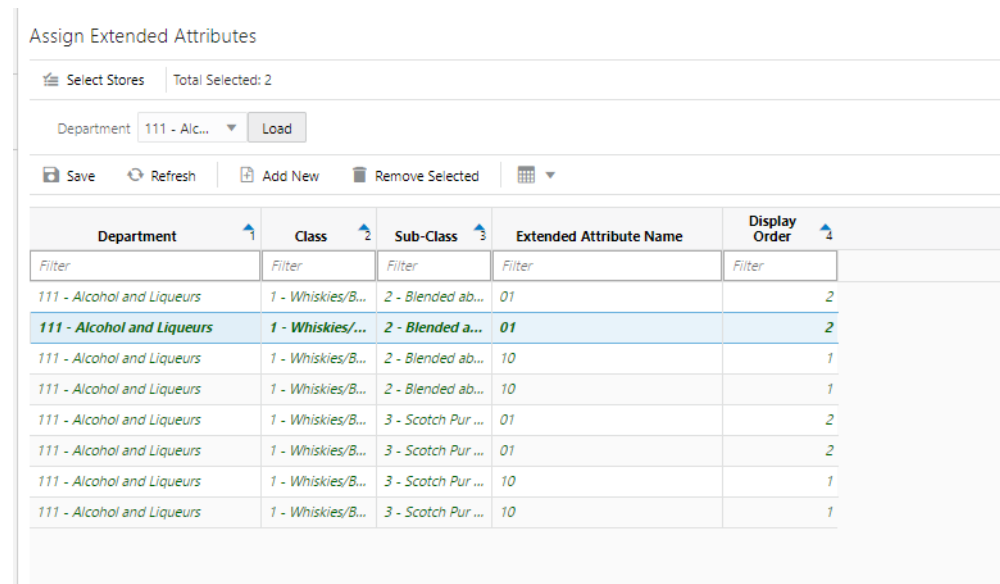 Assign Extended Attributes
Select Stores Total Selected: 2
Department 111 - Alc... Load
Save Refresh Add New Remove Selected
Department 1 Class 2 Sub-Class 3 Extended Attribute Name Display Order 4
Filter Filter Filter Filter Filter
111 - Alcohol and Liqueurs 1 - Whiskies/B... 2 - Blended ab... 01 2
111 - Alcohol and Liqueurs 1 - Whiskies/... 2 - Blended a... 01 2
111 - Alcohol and Liqueurs 1 - Whiskies/B... 2 - Blended ab... 10 1
111 - Alcohol and Liqueurs 1 - Whiskies/B... 2 - Blended ab... 10 1
111 - Alcohol and Liqueurs 1 - Whiskies/B... 3 - Scotch Pur ... 01 2
111 - Alcohol and Liqueurs 1 - Whiskies/B... 3 - Scotch Pur ... 01 2
111 - Alcohol and Liqueurs 1 - Whiskies/B... 3 - Scotch Pur ... 10 1
111 - Alcohol and Liqueurs 1 - Whiskies/B... 3 - Scotch Pur ... 10 1